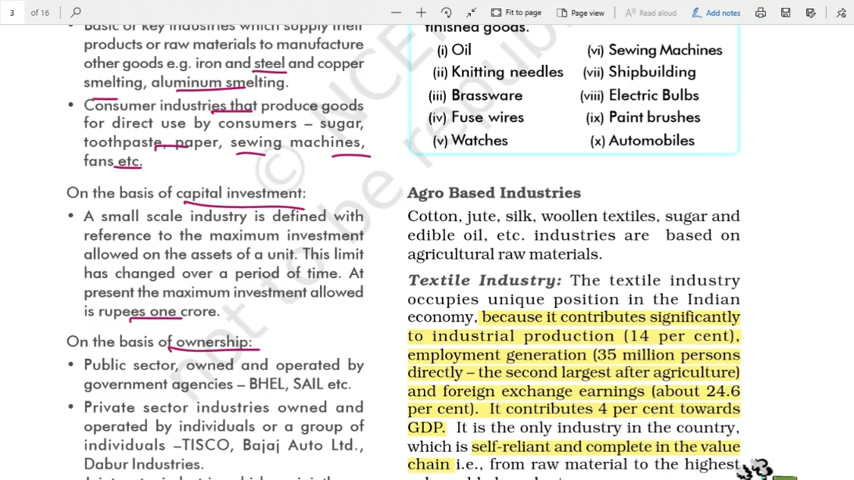 3
of 16
Fit to page
Page view
Read aloud
Add notes
Basic or key industries which supply their
products or raw materials to manufacture
other goods e.g. iron and steel and copper
smelting, aluminum smelting.
• Consumer industries that produce goods
for direct use by consumers – sugar,
toothpaste, paper, sewing machines,
fans etc.
On the basis of capital investment:
• A small scale industry is defined with
reference to the maximum investment
allowed on the assets of a unit. This limit
has changed over a period of time. At
present the maximum investment allowed
is rupees one crore.
On the basis of ownership:
• Public sector, owned and operated by
government agencies – BHEL, SAIL etc.
• Private sector industries owned and
operated by individuals or a group of
individuals –TISCO, Bajaj Auto Ltd.,
Dabur Industries.
finished goods.
(i) Oil (vi) Sewing Machines
(ii) Knitting needles (vii) Shipbuilding
(iii) Brassware (viii) Electric Bulbs
(iv) Fuse wires (ix) Paint brushes
(v) Watches (x) Automobiles
Agro Based Industries
Cotton, jute, silk, woollen textiles, sugar and
edible oil, etc. industries are based on
agricultural raw materials.
Textile Industry: The textile industry
occupies unique position in the Indian
economy, because it contributes significantly
to industrial production (14 per cent),
employment generation (35 million persons
directly – the second largest after agriculture)
and foreign exchange earnings (about 24.6
per cent). It contributes 4 per cent towards
GDP. It is the only industry in the country,
which is self-reliant and complete in the value
chain i.e., from raw material to the highest
© NCE
not to be republ